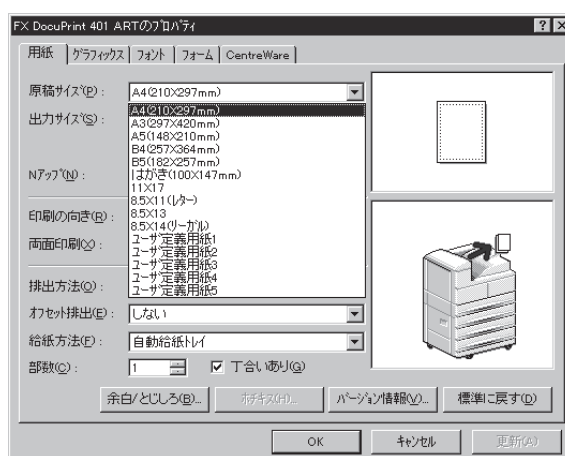 FX DocuPrint 401 ARTのﾌﾟﾛﾊﾟﾃｨ
用紙 ｸﾞﾗﾌｨｯｸｽ ﾌｫﾝﾄ ﾌｫｰﾑ CentreWare
原稿ｻｲｽﾞ(P): A4(210X297mm)
出力ｻｲｽﾞ(S):
A4(210X297mm)
A3(297X420mm)
A5(148X210mm)
B4(257X364mm)
B5(182X257mm)
Nｱｯﾌﾟ(N):
はがき(100X147mm)
11X17
8.5X11(ﾚﾀｰ)
印刷の向き(R):
8.5X13
8.5X14(ﾘｰｶﾞﾙ)
両面印刷(X):
ﾕｰｻﾞ定義用紙1
ﾕｰｻﾞ定義用紙2
ﾕｰｻﾞ定義用紙3
排出方法(O):
ﾕｰｻﾞ定義用紙4
ﾕｰｻﾞ定義用紙5
ｵﾌｾｯﾄ排出(E): しない
給紙方法(F): 自動給紙ﾄﾚｲ
部数(C): 1 丁合いあり(G)
余白/とじしろ(B)... ﾎﾁｷｽ(H)... ﾊﾞｰｼﾞｮﾝ情報(V)... 標準に戻す(D)
OK ｷｬﾝｾﾙ 更新(A)